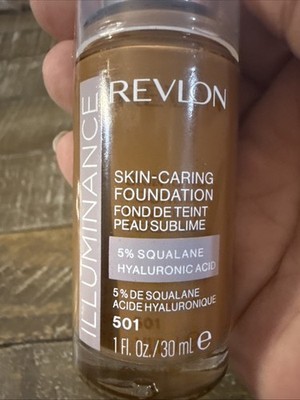 ILLUMINANCE
REVLON
SKIN-CARING
FOUNDATION
FOND DE TEINT
PEAU SUBLIME
5% SQUALANE
HYALURONIC ACID
5% DE SQUALANE
ACIDE HYALURONIQUE
501
1 FL. OZ./30 mL e